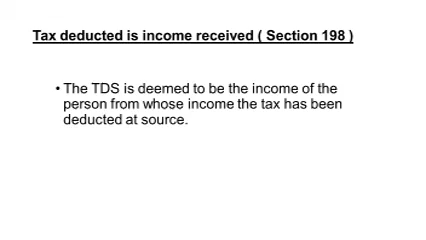 Tax deducted is income received ( Section 198 )
• The TDS is deemed to be the income of the
person from whose income the tax has been
deducted at source.